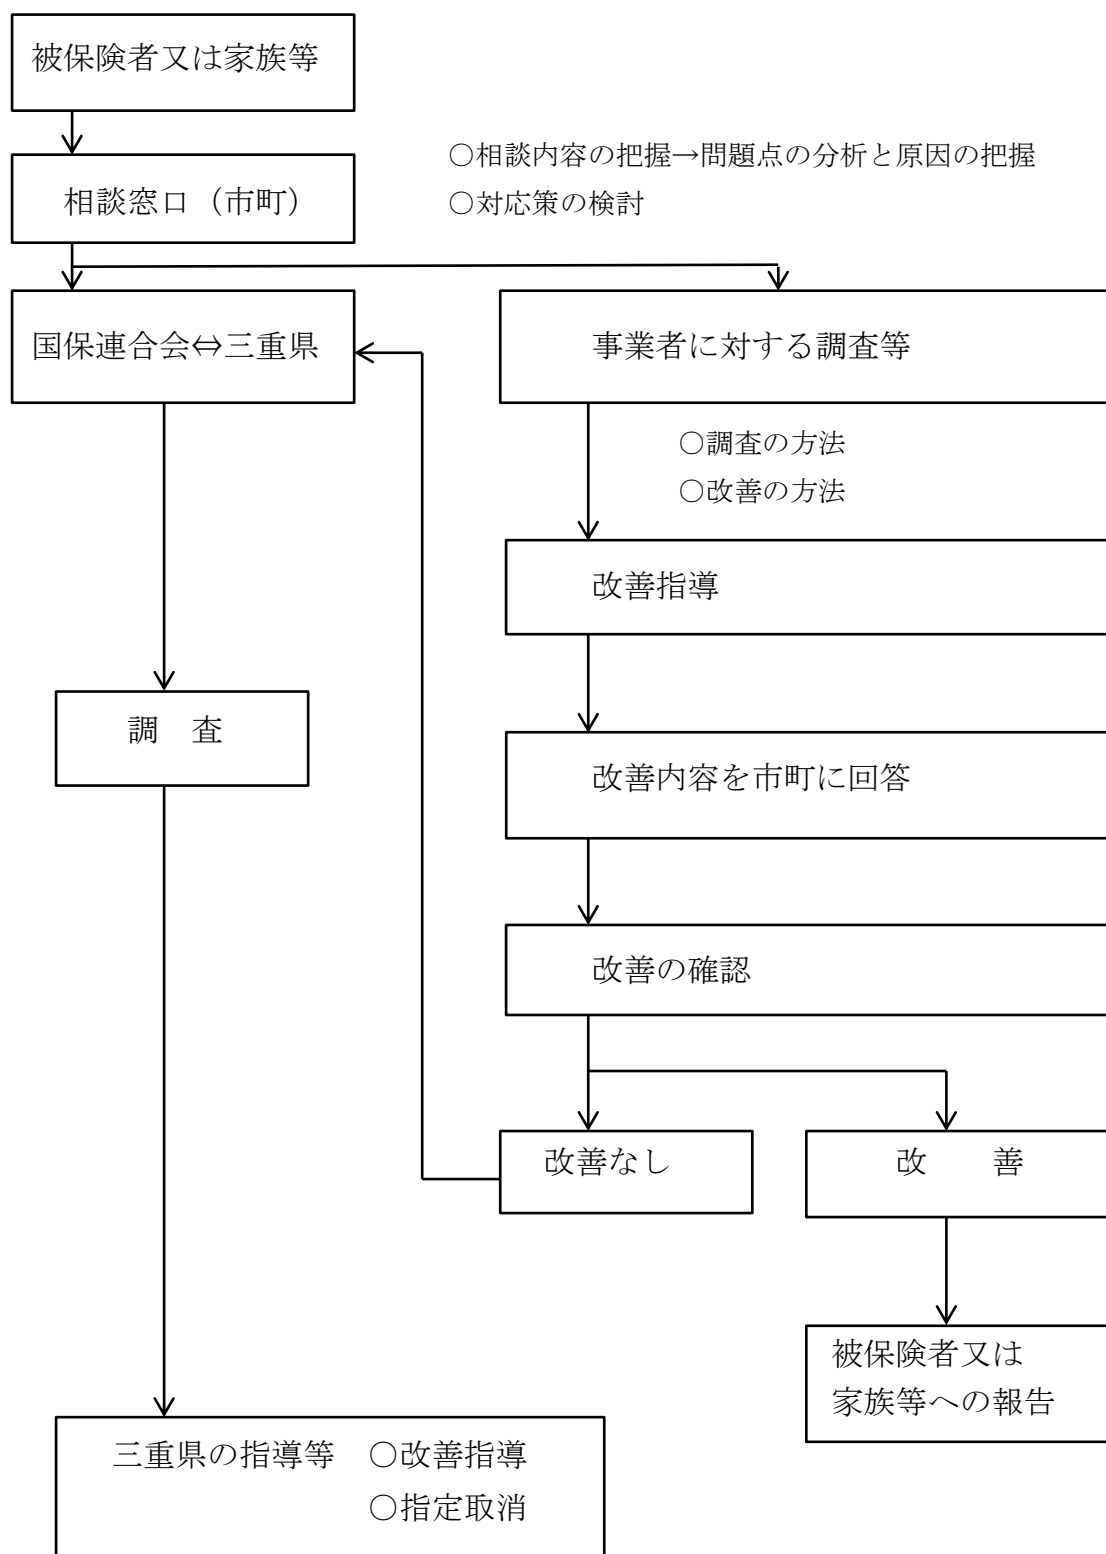 被保険者又は家族等
相談窓口（市町）
○相談内容の把握→問題点の分析と原因の把握
○対応策の検討
国保連合会⇔三重県
事業者に対する調査等
○調査の方法
○改善の方法
改善指導
調　査
改善内容を市町に回答
改善の確認
改善なし
改　　善
被保険者又は
家族等への報告
三重県の指導等　○改善指導
○指定取消